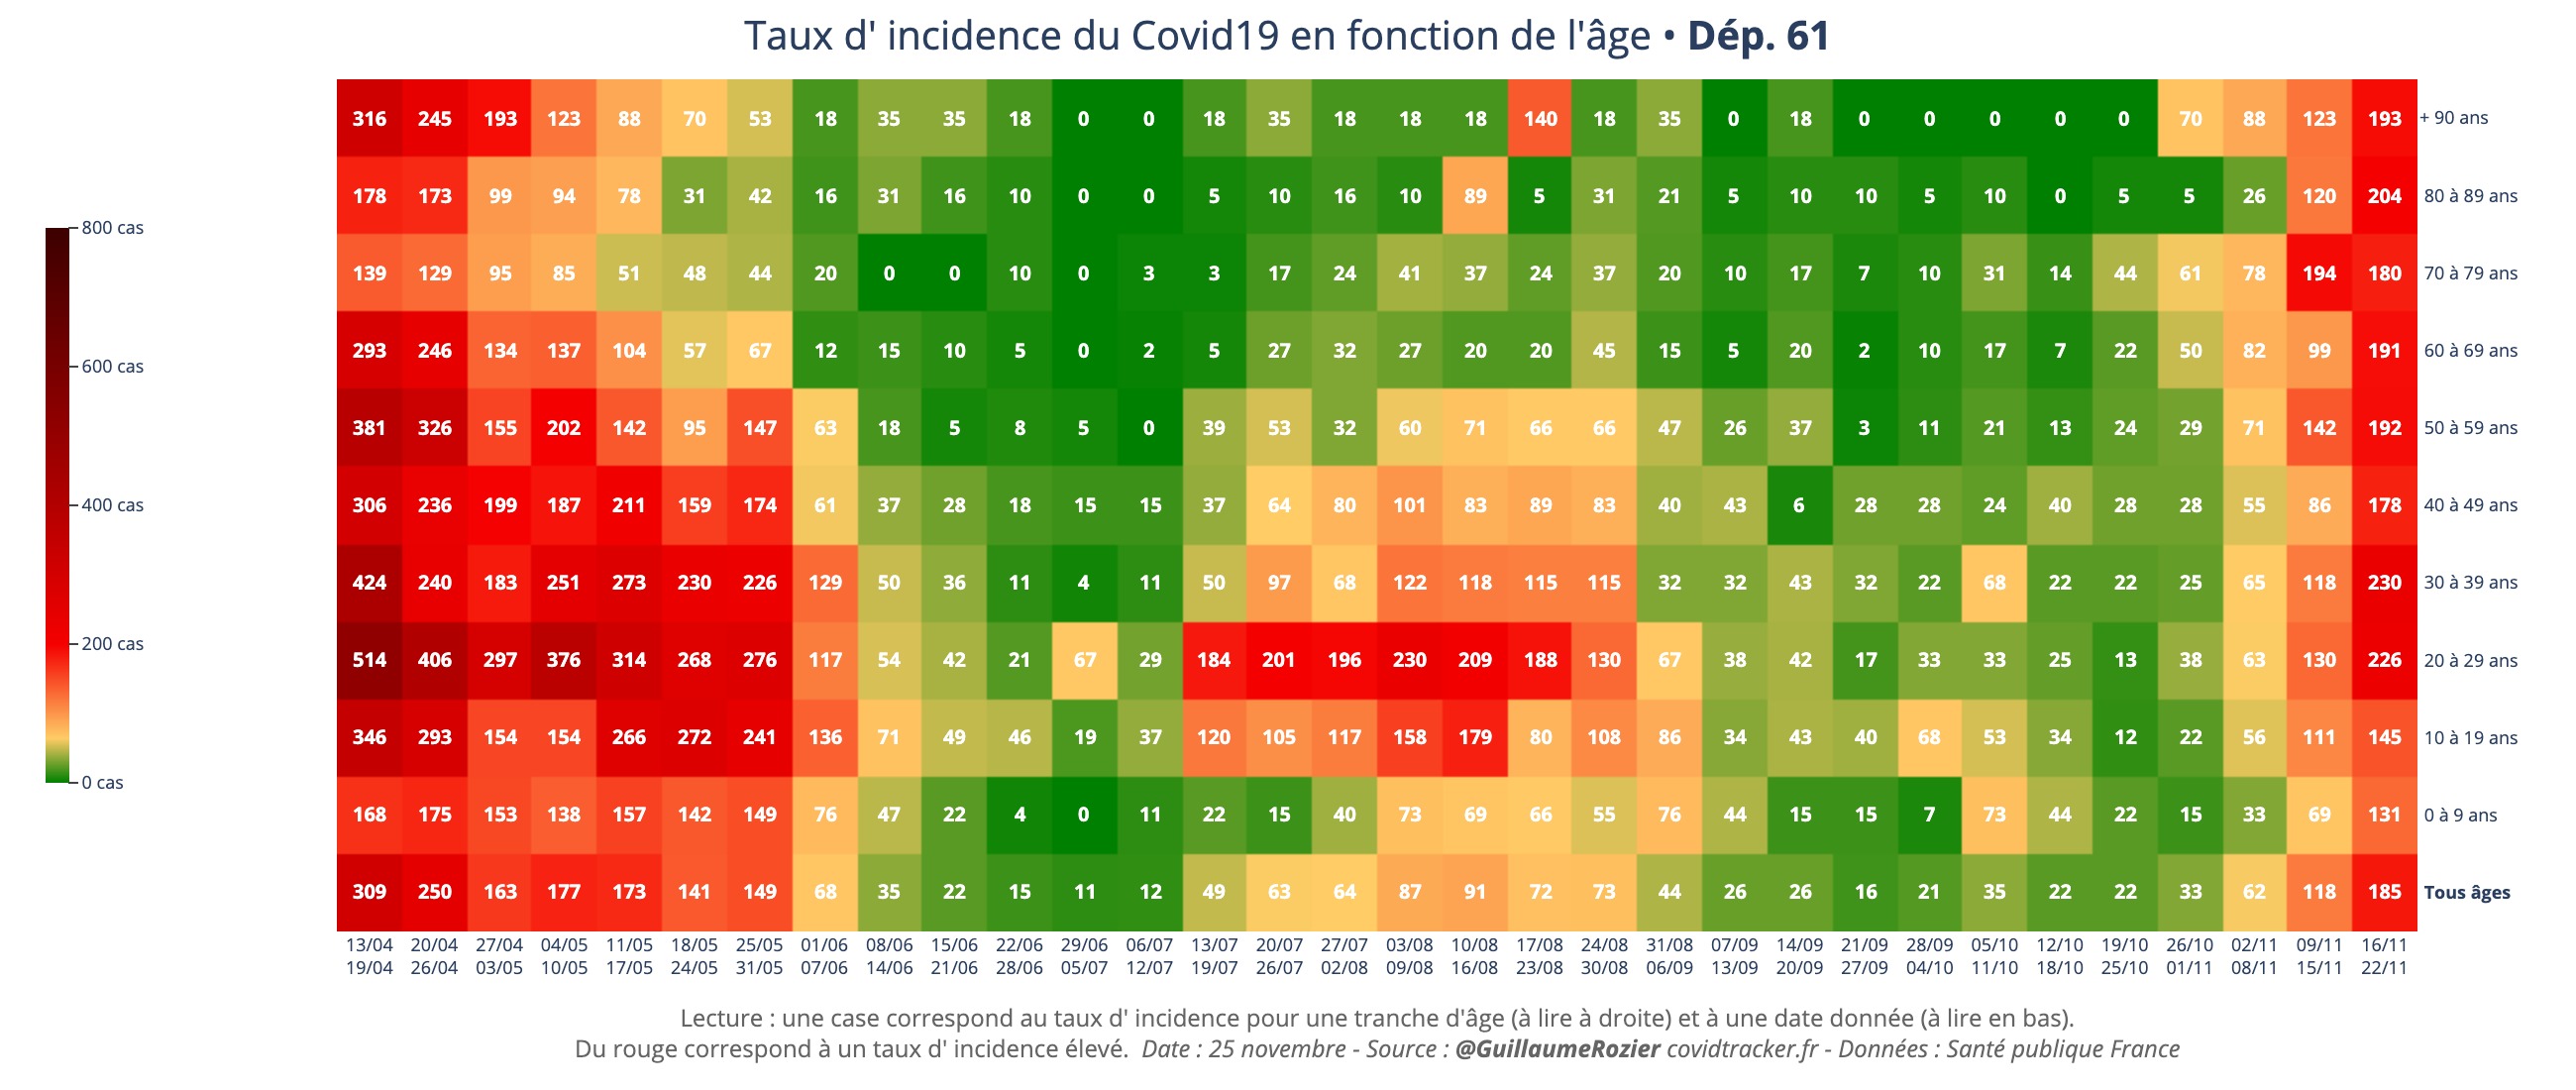 Taux d' incidence du Covid19 en fonction de l'âge • Dép. 61
800 cas
600 cas
400 cas
200 cas
0 cas
316 245 193 123 88 70 53 18 35 35 18 0 0 18 35 18 18 18 140 18 35 0 18 0 0 0 0 0 70 88 123 193 + 90 ans
178 173 99 94 78 31 42 16 31 16 10 0 0 5 10 16 10 89 5 31 21 5 10 10 5 10 0 5 5 26 120 204 80 à 89 ans
139 129 95 85 51 48 44 20 0 0 10 0 3 3 17 24 41 37 24 37 20 10 17 7 10 31 14 44 61 78 194 180 70 à 79 ans
293 246 134 137 104 57 67 12 15 10 5 0 2 5 27 32 27 20 20 45 15 5 20 2 10 17 7 22 50 82 99 191 60 à 69 ans
381 326 155 202 142 95 147 63 18 5 8 5 0 39 53 32 60 71 66 66 47 26 37 3 11 21 13 24 29 71 142 192 50 à 59 ans
306 236 199 187 211 159 174 61 37 28 18 15 15 37 64 80 101 83 89 83 40 43 6 28 28 24 40 28 28 55 86 178 40 à 49 ans
424 240 183 251 273 230 226 129 50 36 11 4 11 50 97 68 122 118 115 115 32 32 43 32 22 68 22 22 25 65 118 230 30 à 39 ans
514 406 297 376 314 268 276 117 54 42 21 67 29 184 201 196 230 209 188 130 67 38 42 17 33 33 25 13 38 63 130 226 20 à 29 ans
346 293 154 154 266 272 241 136 71 49 46 19 37 120 105 117 158 179 80 108 86 34 43 40 68 53 34 12 22 56 111 145 10 à 19 ans
168 175 153 138 157 142 149 76 47 22 4 0 11 22 15 40 73 69 66 55 76 44 15 15 7 73 44 22 15 33 69 131 0 à 9 ans
309 250 163 177 173 141 149 68 35 22 15 11 12 49 63 64 87 91 72 73 44 26 26 16 21 35 22 22 33 62 118 185 Tous âges
13/04 20/04 27/04 04/05 11/05 18/05 25/05 01/06 08/06 15/06 22/06 29/06 06/07 13/07 20/07 27/07 03/08 10/08 17/08 24/08 31/08 07/09 14/09 21/09 28/09 05/10 12/10 19/10 26/10 02/11 09/11 16/11
19/04 26/04 03/05 10/05 17/05 24/05 31/05 07/06 14/06 21/06 28/06 05/07 12/07 19/07 26/07 02/08 09/08 16/08 23/08 30/08 06/09 13/09 20/09 27/09 04/10 11/10 18/10 25/10 01/11 08/11 15/11 22/11
Lecture : une case correspond au taux d' incidence pour une tranche d'âge (à lire à droite) et à une date donnée (à lire en bas).
Du rouge correspond à un taux d' incidence élevé. Date : 25 novembre - Source : @GuillaumeRozier covidtracker.fr - Données : Santé publique France